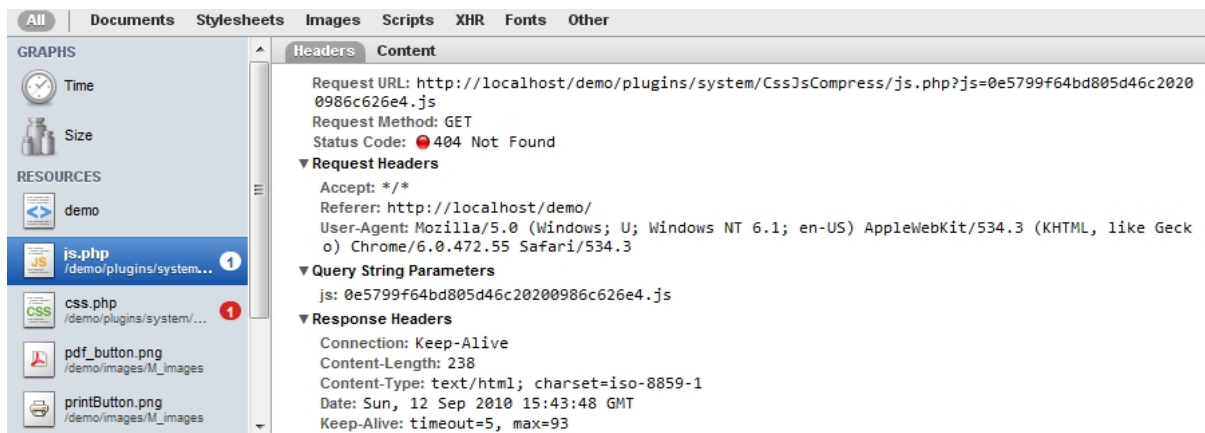 All Documents Stylesheets Images Scripts XHR Fonts Other
GRAPHS
Time
Size
RESOURCES
demo
JS
js.php
/demo/plugins/system... 1
CSS
css.php
/demo/plugins/system/... 1
pdf_button.png
/demo/images/M_images
printButton.png
/demo/images/M_images
Headers Content
Request URL: http://localhost/demo/plugins/system/CssJsCompress/js.php?js=0e5799f64bd805d46c2020
0986c626e4.js
Request Method: GET
Status Code: 404 Not Found
Request Headers
Accept: */*
Referer: http://localhost/demo/
User-Agent: Mozilla/5.0 (Windows; U; Windows NT 6.1; en-US) AppleWebKit/534.3 (KHTML, like Geck
o) Chrome/6.0.472.55 Safari/534.3
Query String Parameters
js: 0e5799f64bd805d46c20200986c626e4.js
Response Headers
Connection: Keep-Alive
Content-Length: 238
Content-Type: text/html; charset=iso-8859-1
Date: Sun, 12 Sep 2010 15:43:48 GMT
Keep-Alive: timeout=5, max=93